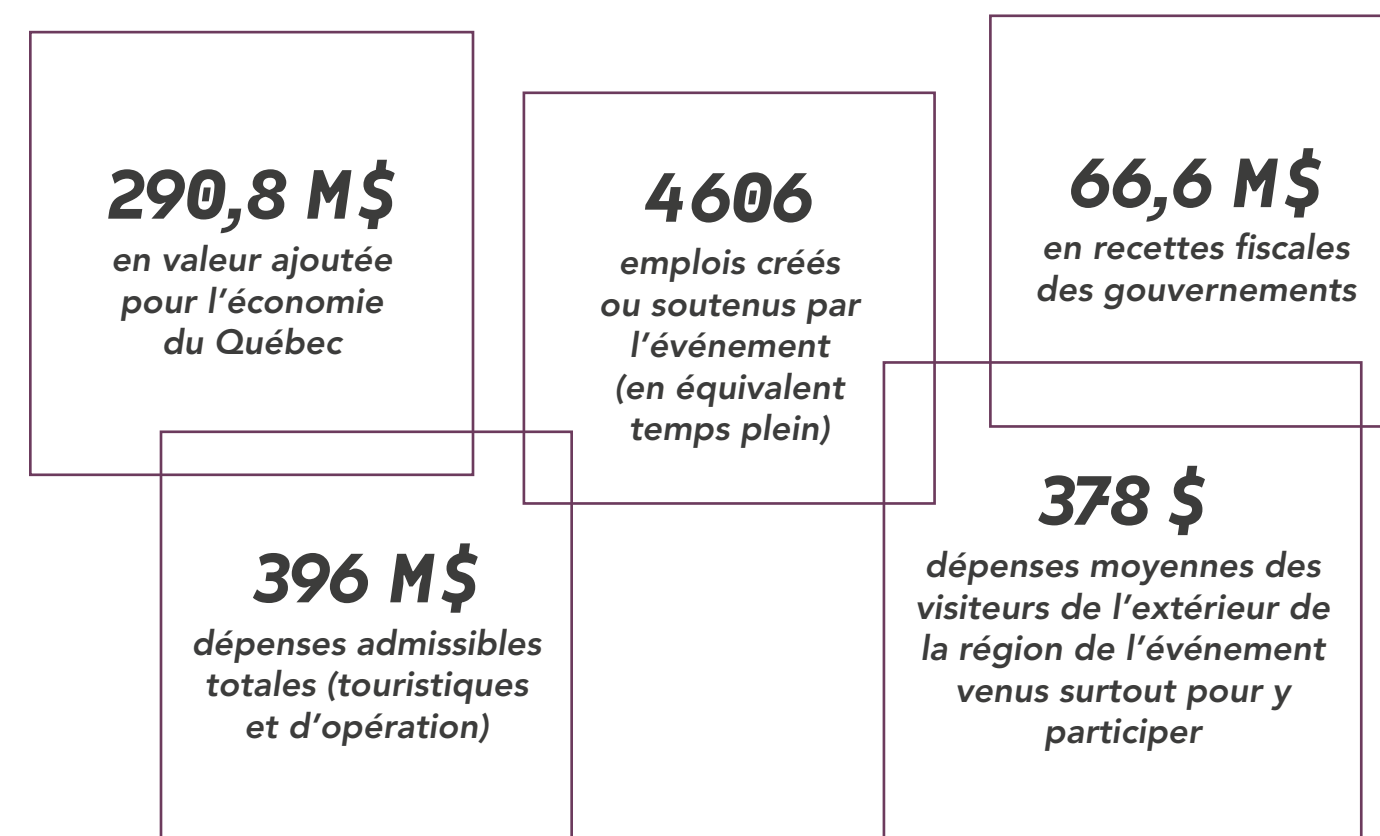 290,8 M$
en valeur ajoutée
pour l’économie
du Québec
4606
emplois créés
ou soutenus par
l’événement
(en équivalent
temps plein)
66,6 M$
en recettes fiscales
des gouvernements
396 M$
dépenses admissibles
totales (touristiques
et d’opération)
378 $
dépenses moyennes des
visiteurs de l’extérieur de
la région de l’événement
venus surtout pour y
participer